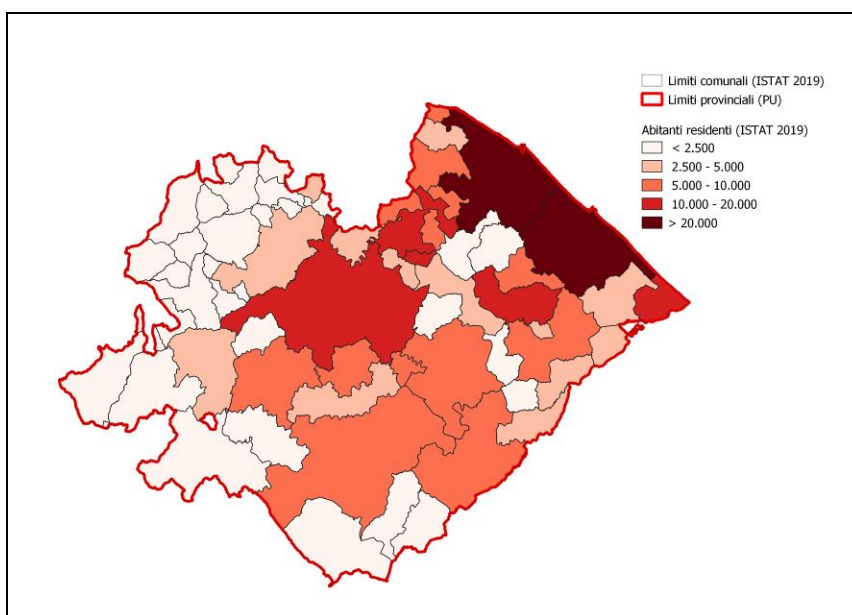 Limiti comunali (ISTAT 2019)
Limiti provinciali (PU)
Abitanti residenti (ISTAT 2019)
< 2.500
2.500 - 5.000
5.000 - 10.000
10.000 - 20.000
> 20.000